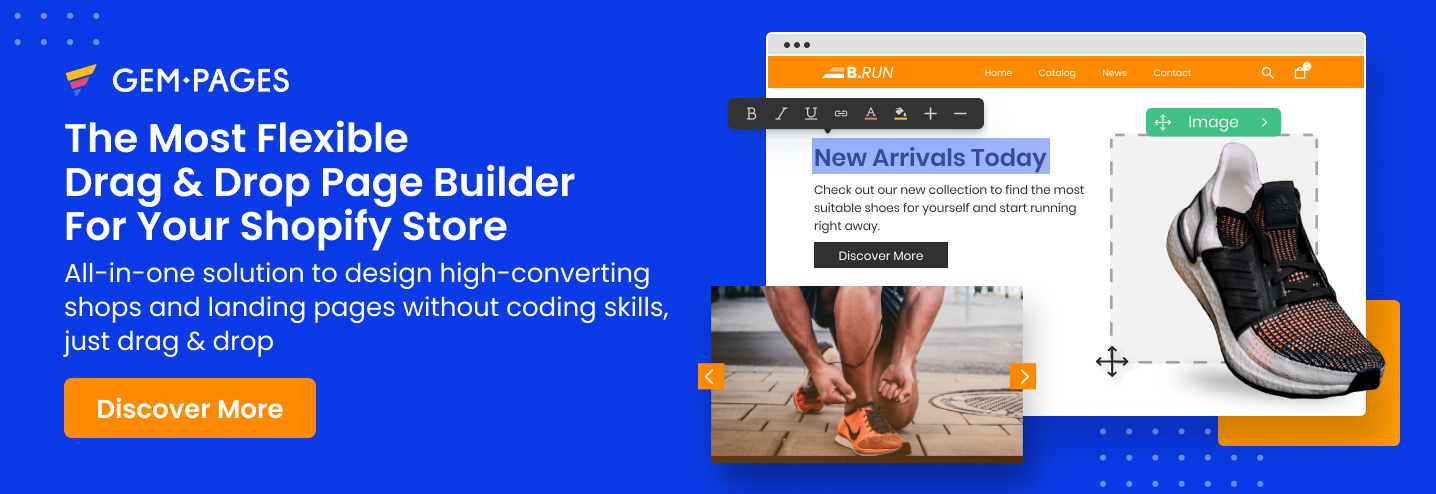 GEM·PAGES
The Most Flexible
Drag & Drop Page Builder
For Your Shopify Store
All-in-one solution to design high-converting
shops and landing pages without coding skills,
just drag & drop
Discover More
B.RUN
Home Catalog News Contact
1
B I U A
Image
New Arrivals Today
Check out our new collection to find the most
suitable shoes for yourself and start running
right away.
Discover More